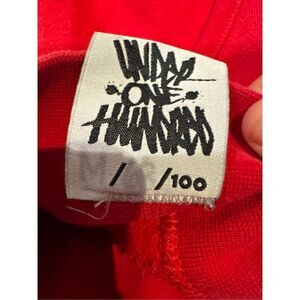 UNDER
ONE
HUNDRED
/ /100